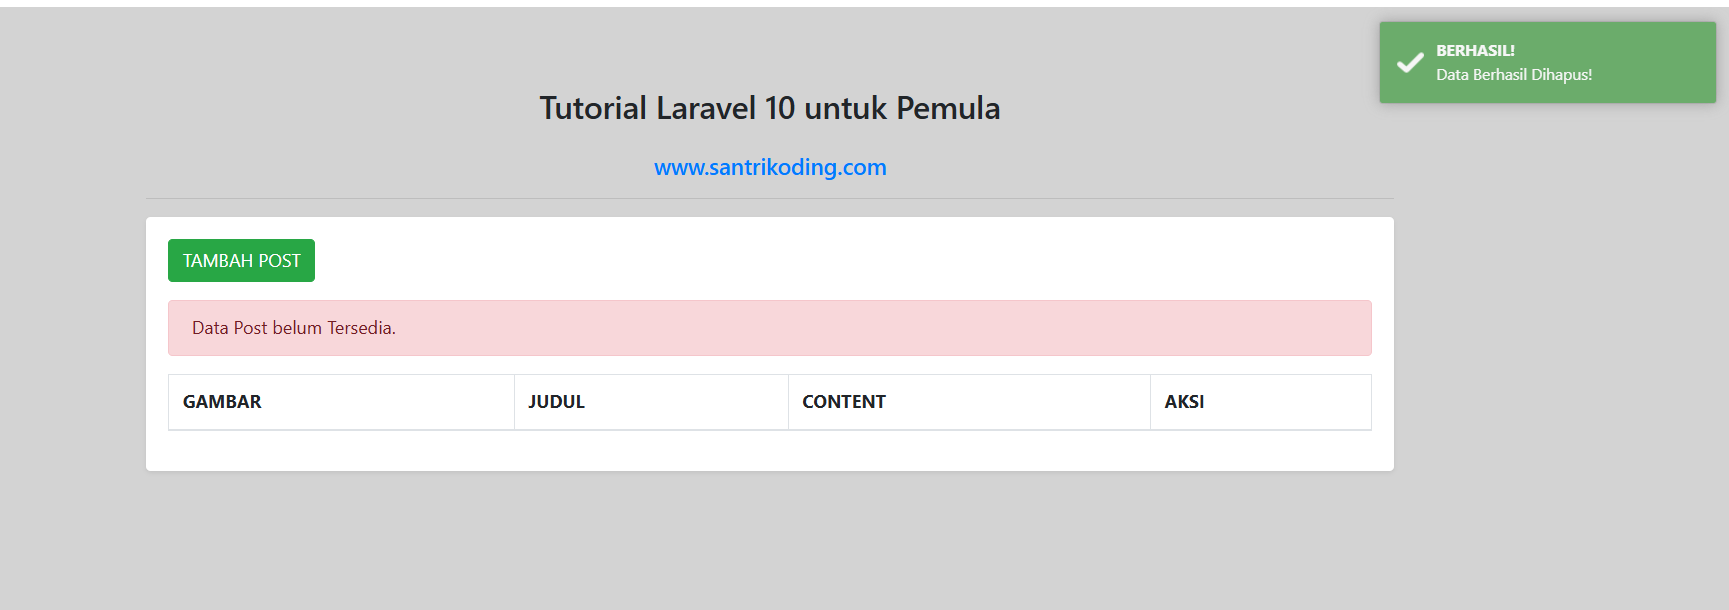 BERHASIL!
Data Berhasil Dihapus!
Tutorial Laravel 10 untuk Pemula
www.santrikoding.com
TAMBAH POST
Data Post belum Tersedia.
GAMBAR JUDUL CONTENT AKSI